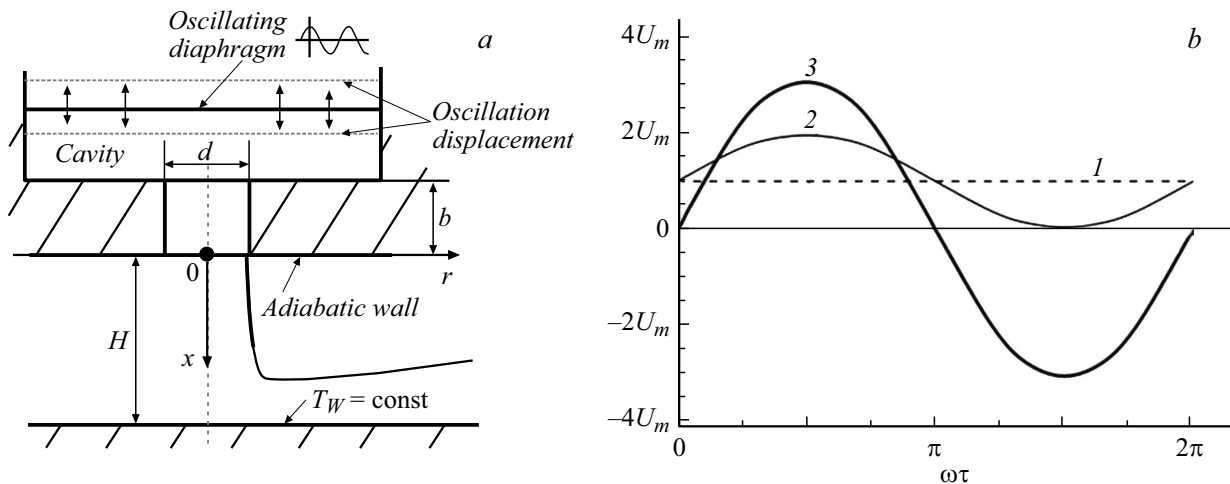 Oscillating
diaphragm
a
Oscillation
displacement
Cavity
d
b
0
r
Adiabatic wall
H
x
T_W = const
b
4U_m
2U_m
0
–2U_m
–4U_m
3
2
1
0
π
2π
ωτ